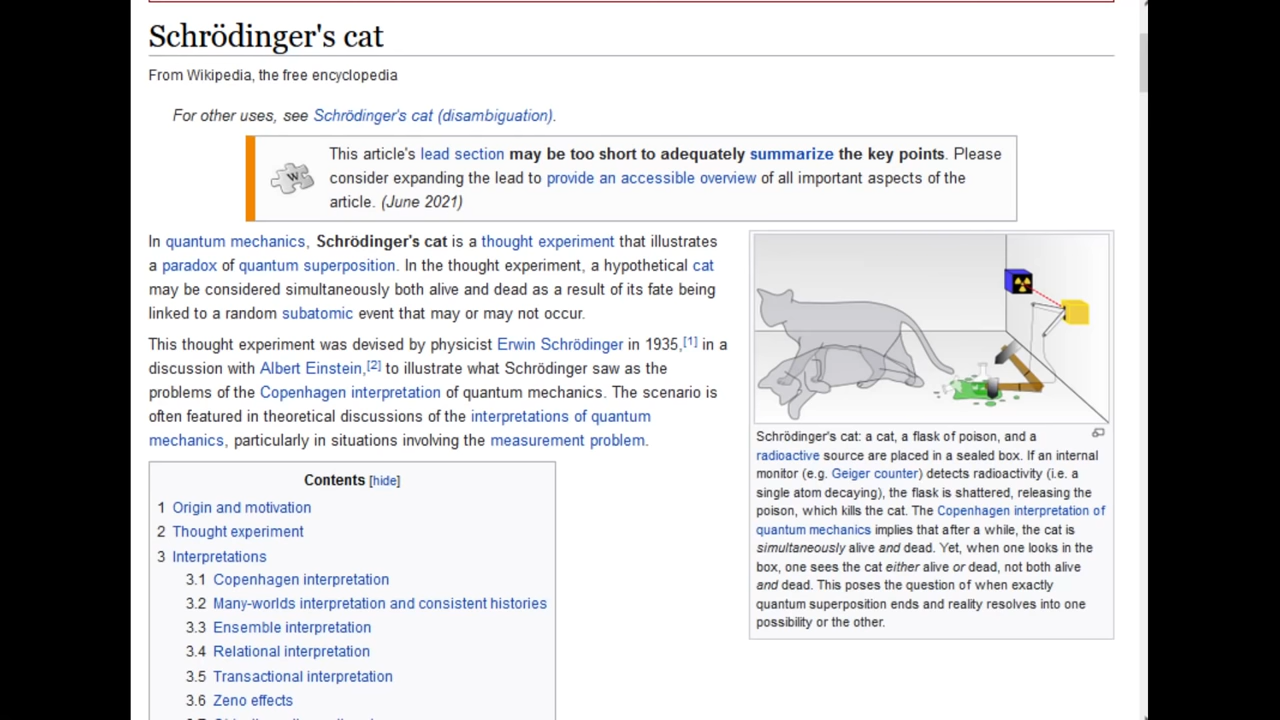 Schrödinger's cat
From Wikipedia, the free encyclopedia
For other uses, see Schrödinger's cat (disambiguation).
This article's lead section may be too short to adequately summarize the key points. Please
consider expanding the lead to provide an accessible overview of all important aspects of the
article. (June 2021)
In quantum mechanics, Schrödinger's cat is a thought experiment that illustrates
a paradox of quantum superposition. In the thought experiment, a hypothetical cat
may be considered simultaneously both alive and dead as a result of its fate being
linked to a random subatomic event that may or may not occur.
This thought experiment was devised by physicist Erwin Schrödinger in 1935,[1] in a
discussion with Albert Einstein,[2] to illustrate what Schrödinger saw as the
problems of the Copenhagen interpretation of quantum mechanics. The scenario is
often featured in theoretical discussions of the interpretations of quantum
mechanics, particularly in situations involving the measurement problem.
Schrödinger's cat: a cat, a flask of poison, and a
radioactive source are placed in a sealed box. If an internal
monitor (e.g. Geiger counter) detects radioactivity (i.e. a
single atom decaying), the flask is shattered, releasing the
poison, which kills the cat. The Copenhagen interpretation of
quantum mechanics implies that after a while, the cat is
simultaneously alive and dead. Yet, when one looks in the
box, one sees the cat either alive or dead, not both alive
and dead. This poses the question of when exactly
quantum superposition ends and reality resolves into one
possibility or the other.
Contents [hide]
1 Origin and motivation
2 Thought experiment
3 Interpretations
3.1 Copenhagen interpretation
3.2 Many-worlds interpretation and consistent histories
3.3 Ensemble interpretation
3.4 Relational interpretation
3.5 Transactional interpretation
3.6 Zeno effects